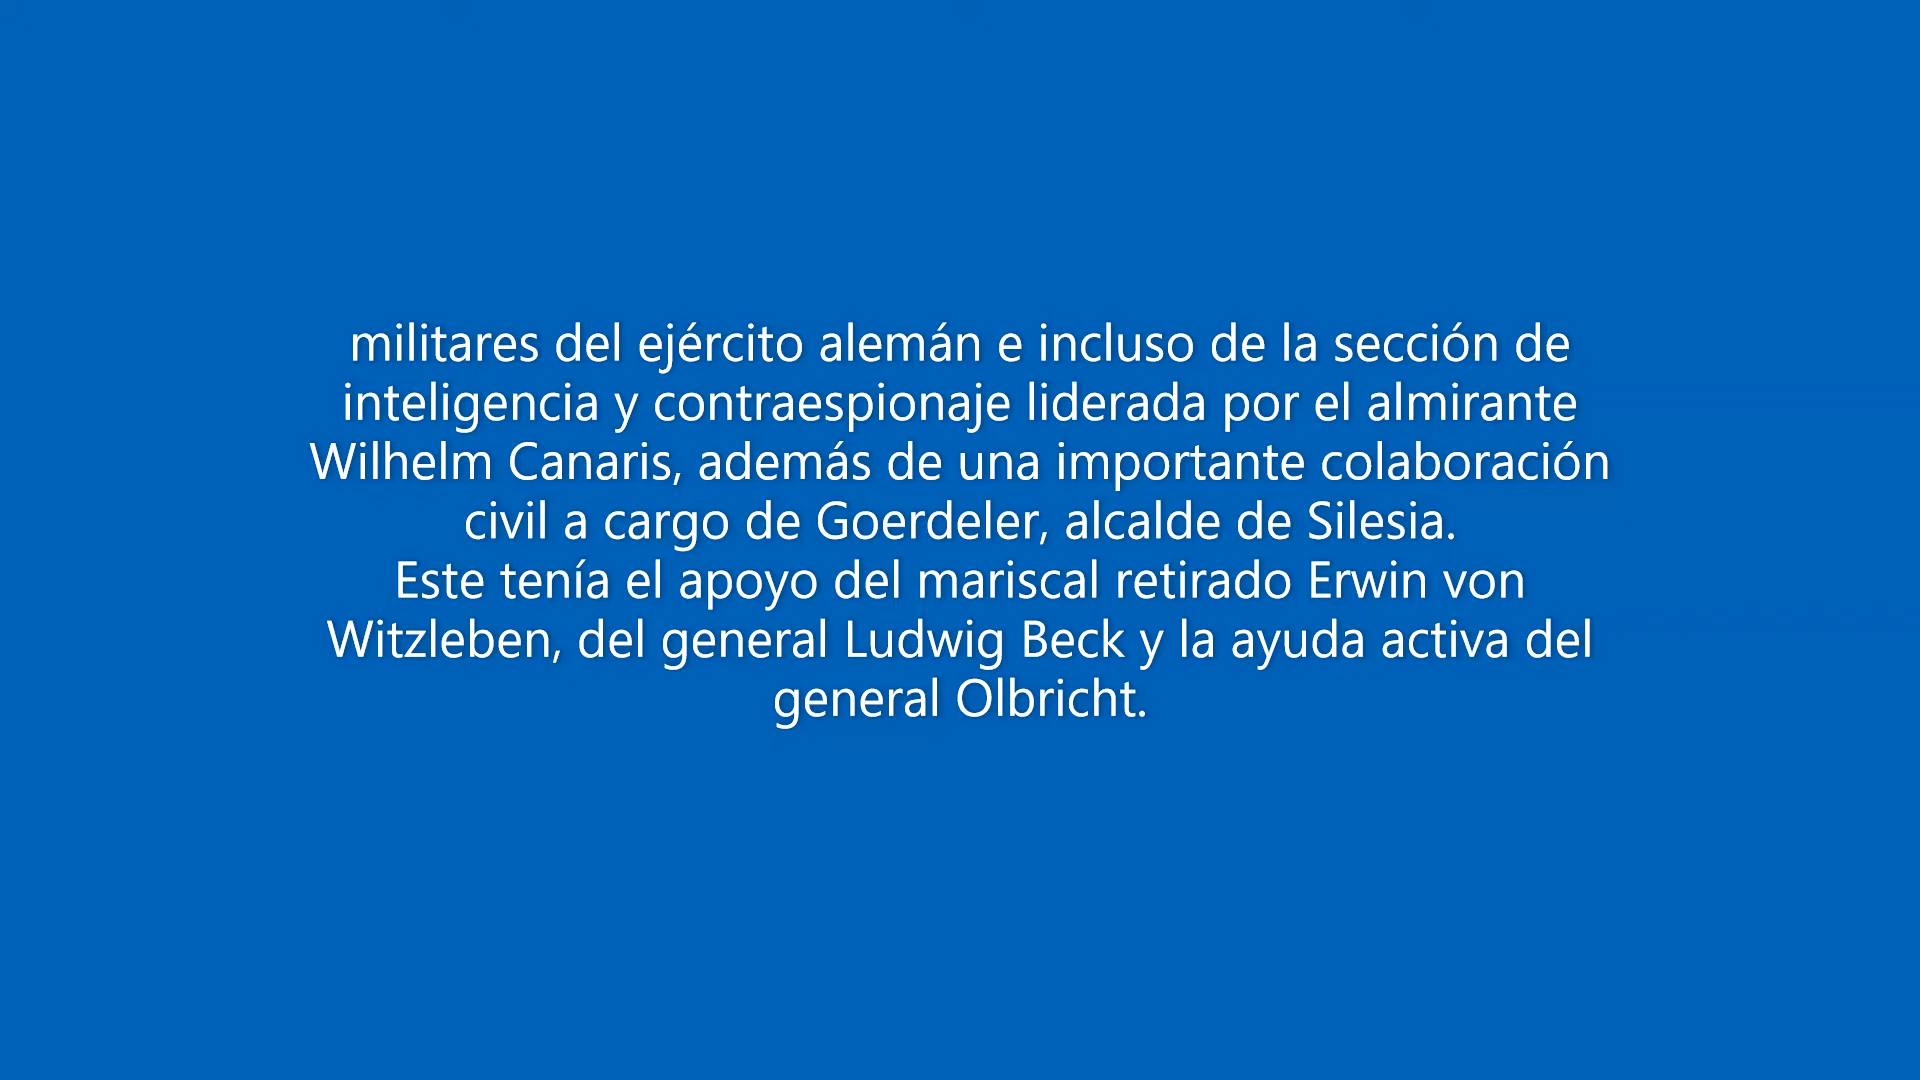 militares del ejército alemán e incluso de la sección de
inteligencia y contraespionaje liderada por el almirante
Wilhelm Canaris, además de una importante colaboración
civil a cargo de Goerdeler, alcalde de Silesia.
Este tenía el apoyo del mariscal retirado Erwin von
Witzleben, del general Ludwig Beck y la ayuda activa del
general Olbricht.